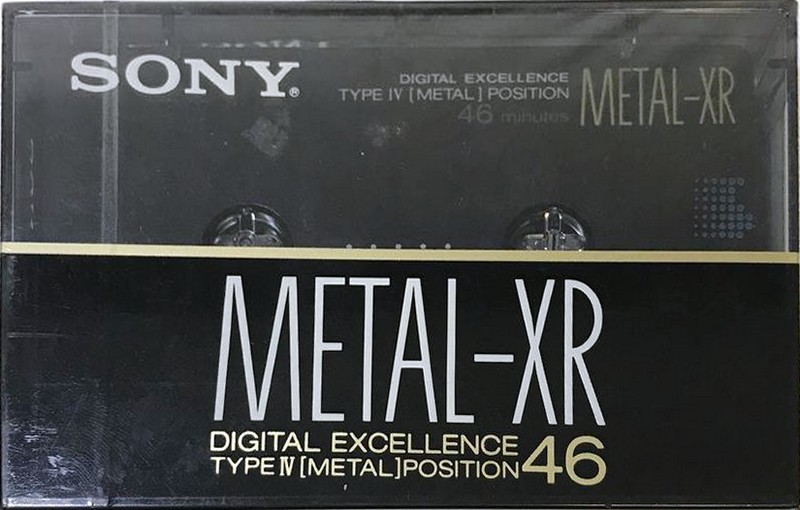 SONY®
DIGITAL EXCELLENCE
TYPE IV [METAL] POSITION
46 minutes
METAL-XR
METAL-XR
DIGITAL EXCELLENCE
TYPE IV [METAL] POSITION 46